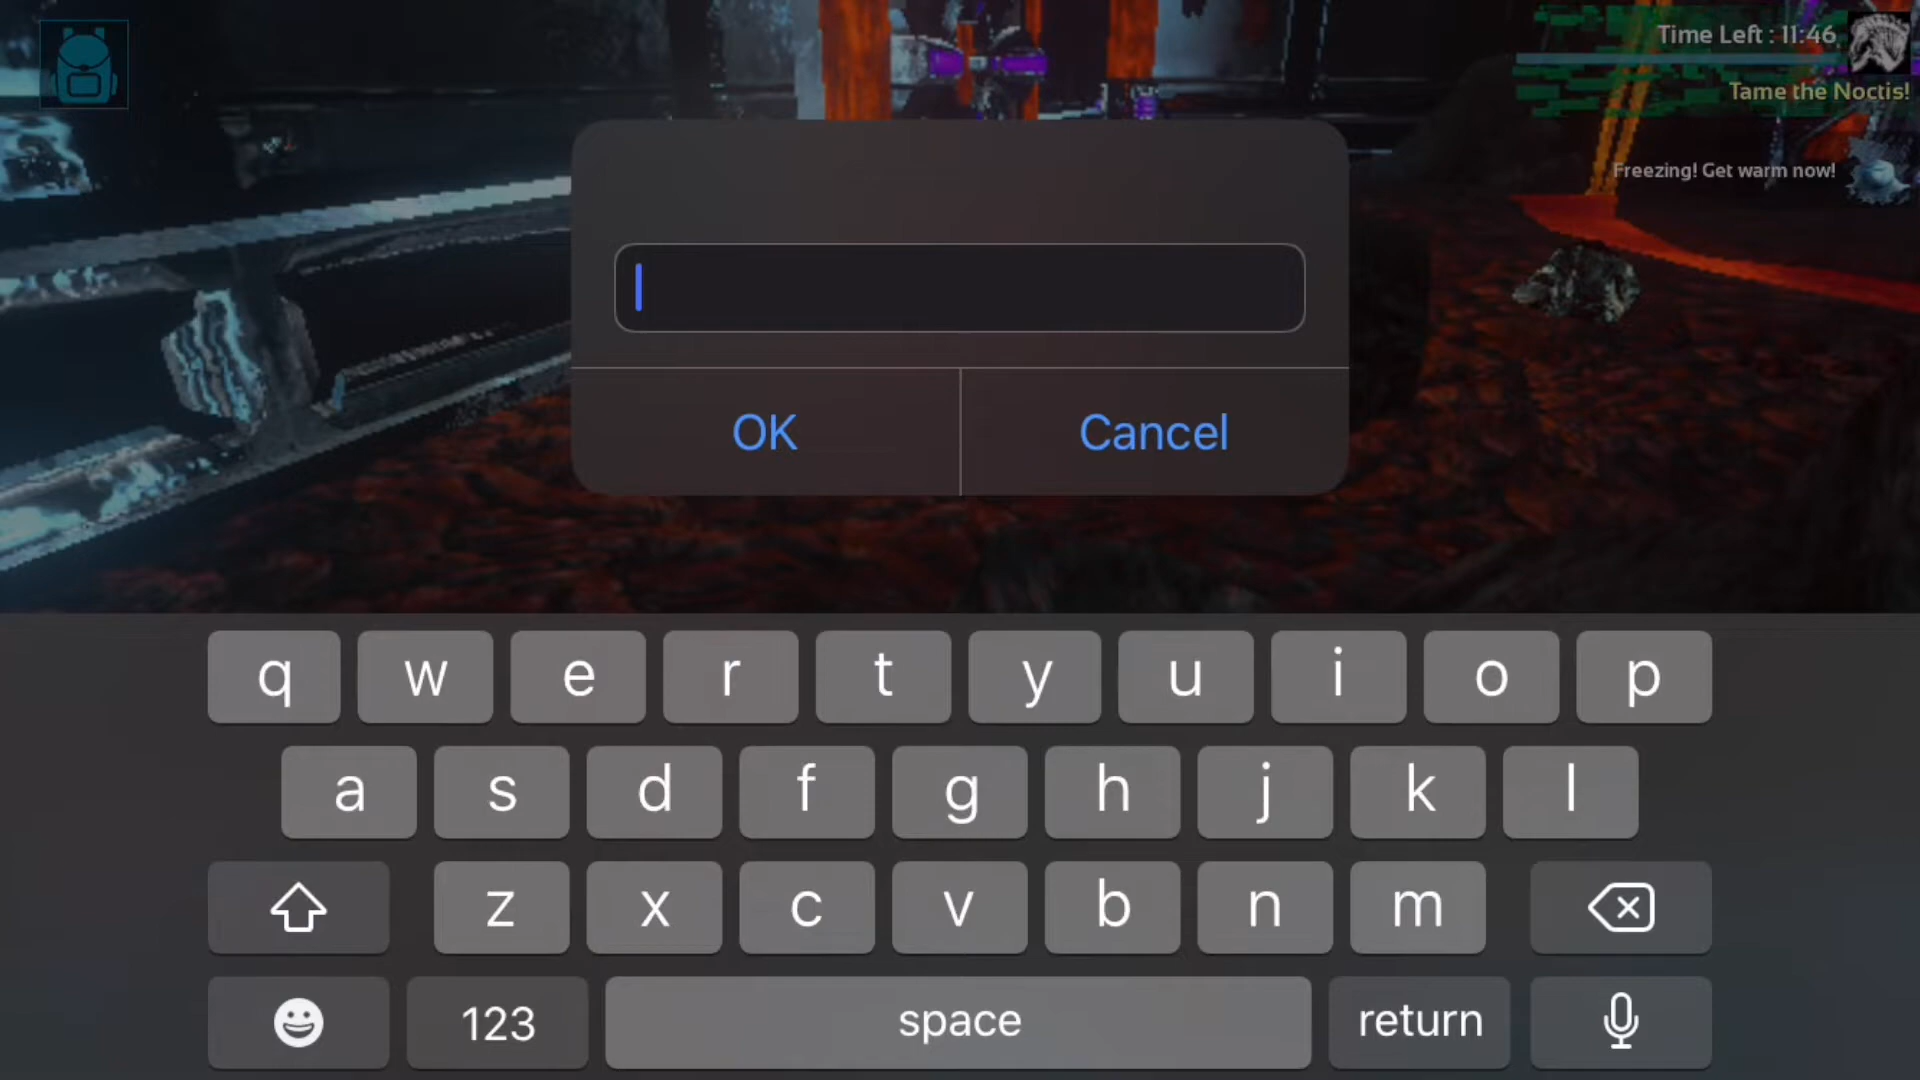 Time Left : 11:46
Tame the Noctis!
Freezing! Get warm now!
OK Cancel
q w e r t y u i o p
a s d f g h j k l
z x c v b n m
123 space return